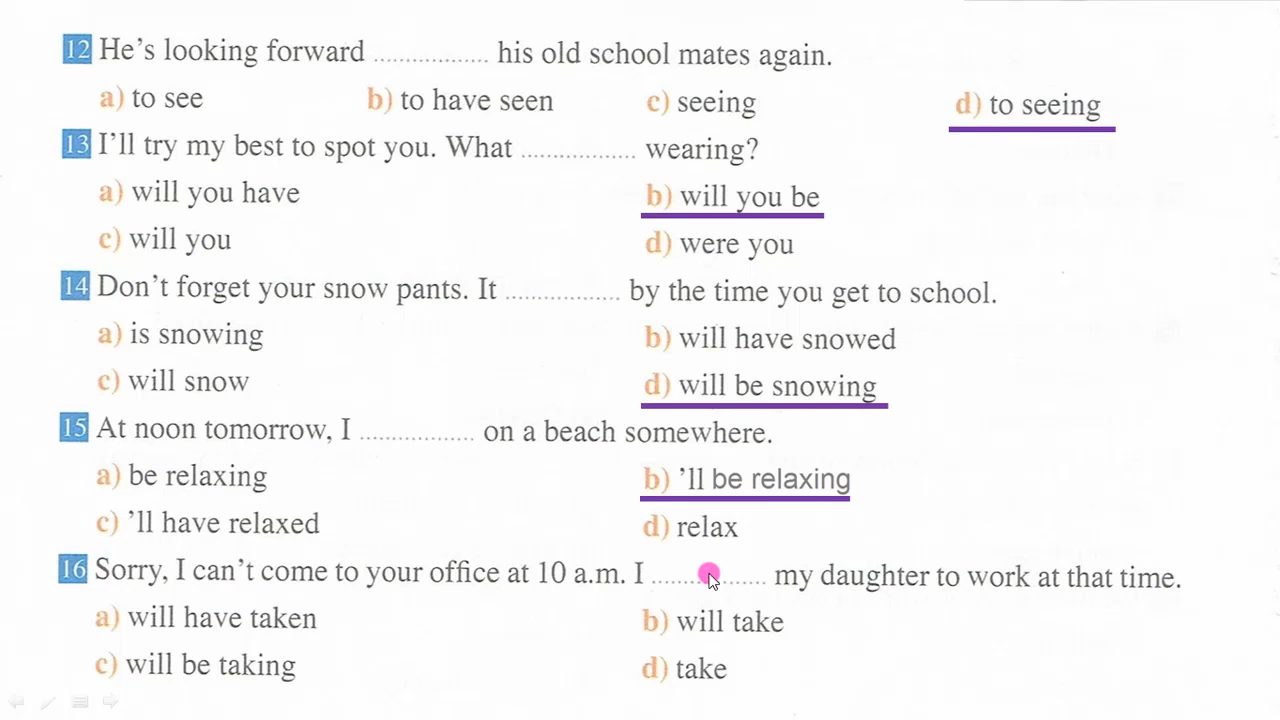 12 He's looking forward ................. his old school mates again.
a) to see b) to have seen c) seeing d) to seeing
13 I'll try my best to spot you. What ................. wearing?
a) will you have b) will you be
c) will you d) were you
14 Don't forget your snow pants. It ................. by the time you get to school.
a) is snowing b) will have snowed
c) will snow d) will be snowing
15 At noon tomorrow, I ................. on a beach somewhere.
a) be relaxing b) 'll be relaxing
c) 'll have relaxed d) relax
16 Sorry, I can't come to your office at 10 a.m. I ................. my daughter to work at that time.
a) will have taken b) will take
c) will be taking d) take